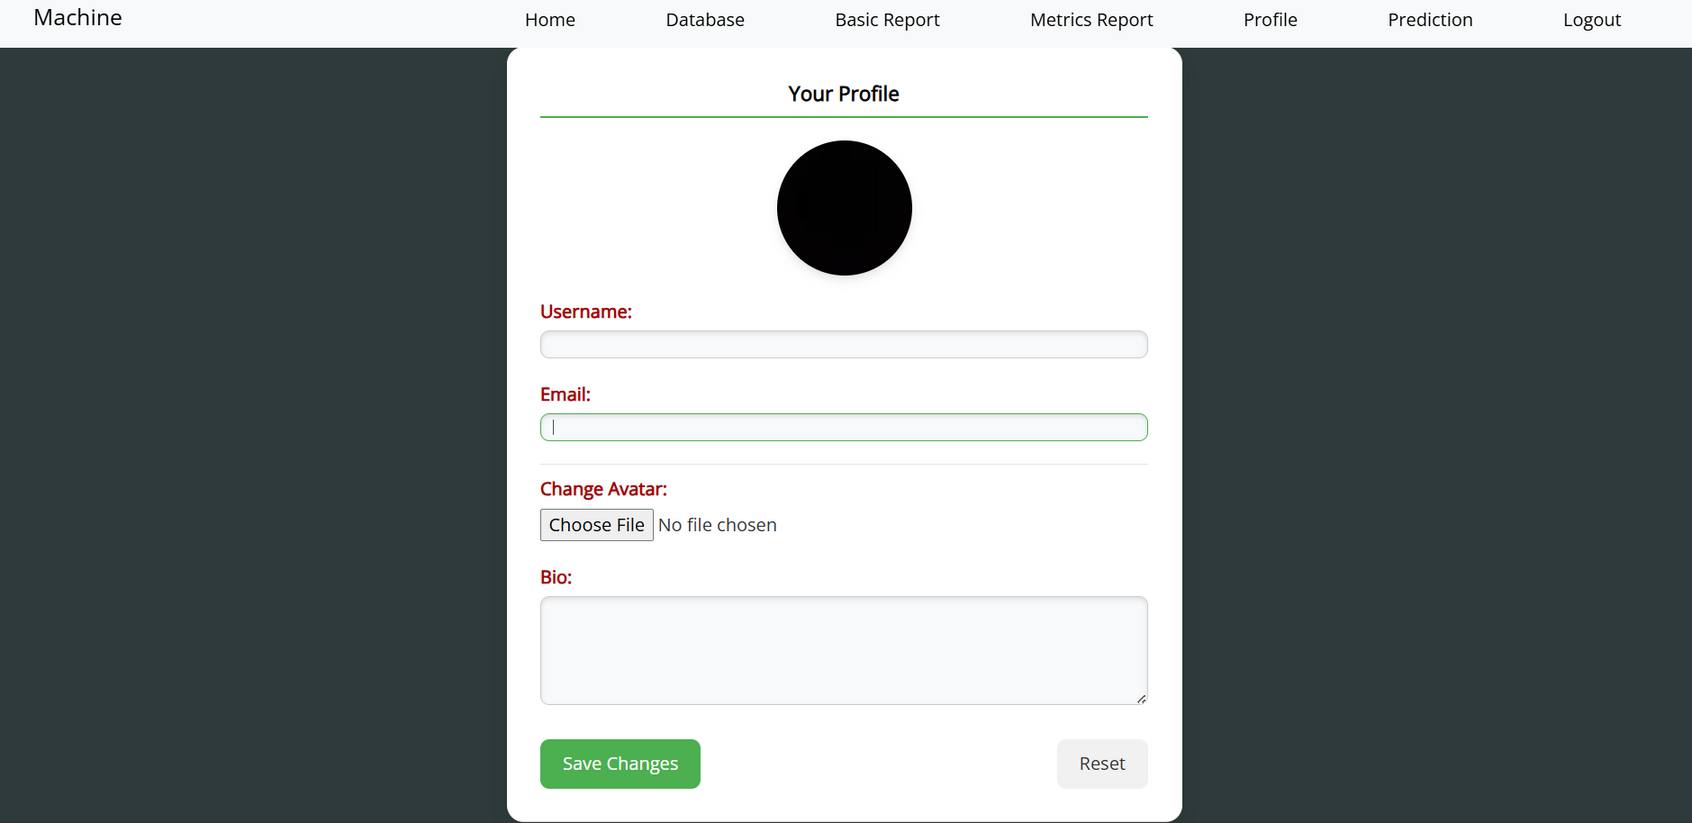 Machine Home Database Basic Report Metrics Report Profile Prediction Logout
Your Profile
Username:
Email:
Change Avatar:
Choose File No file chosen
Bio:
Save Changes Reset